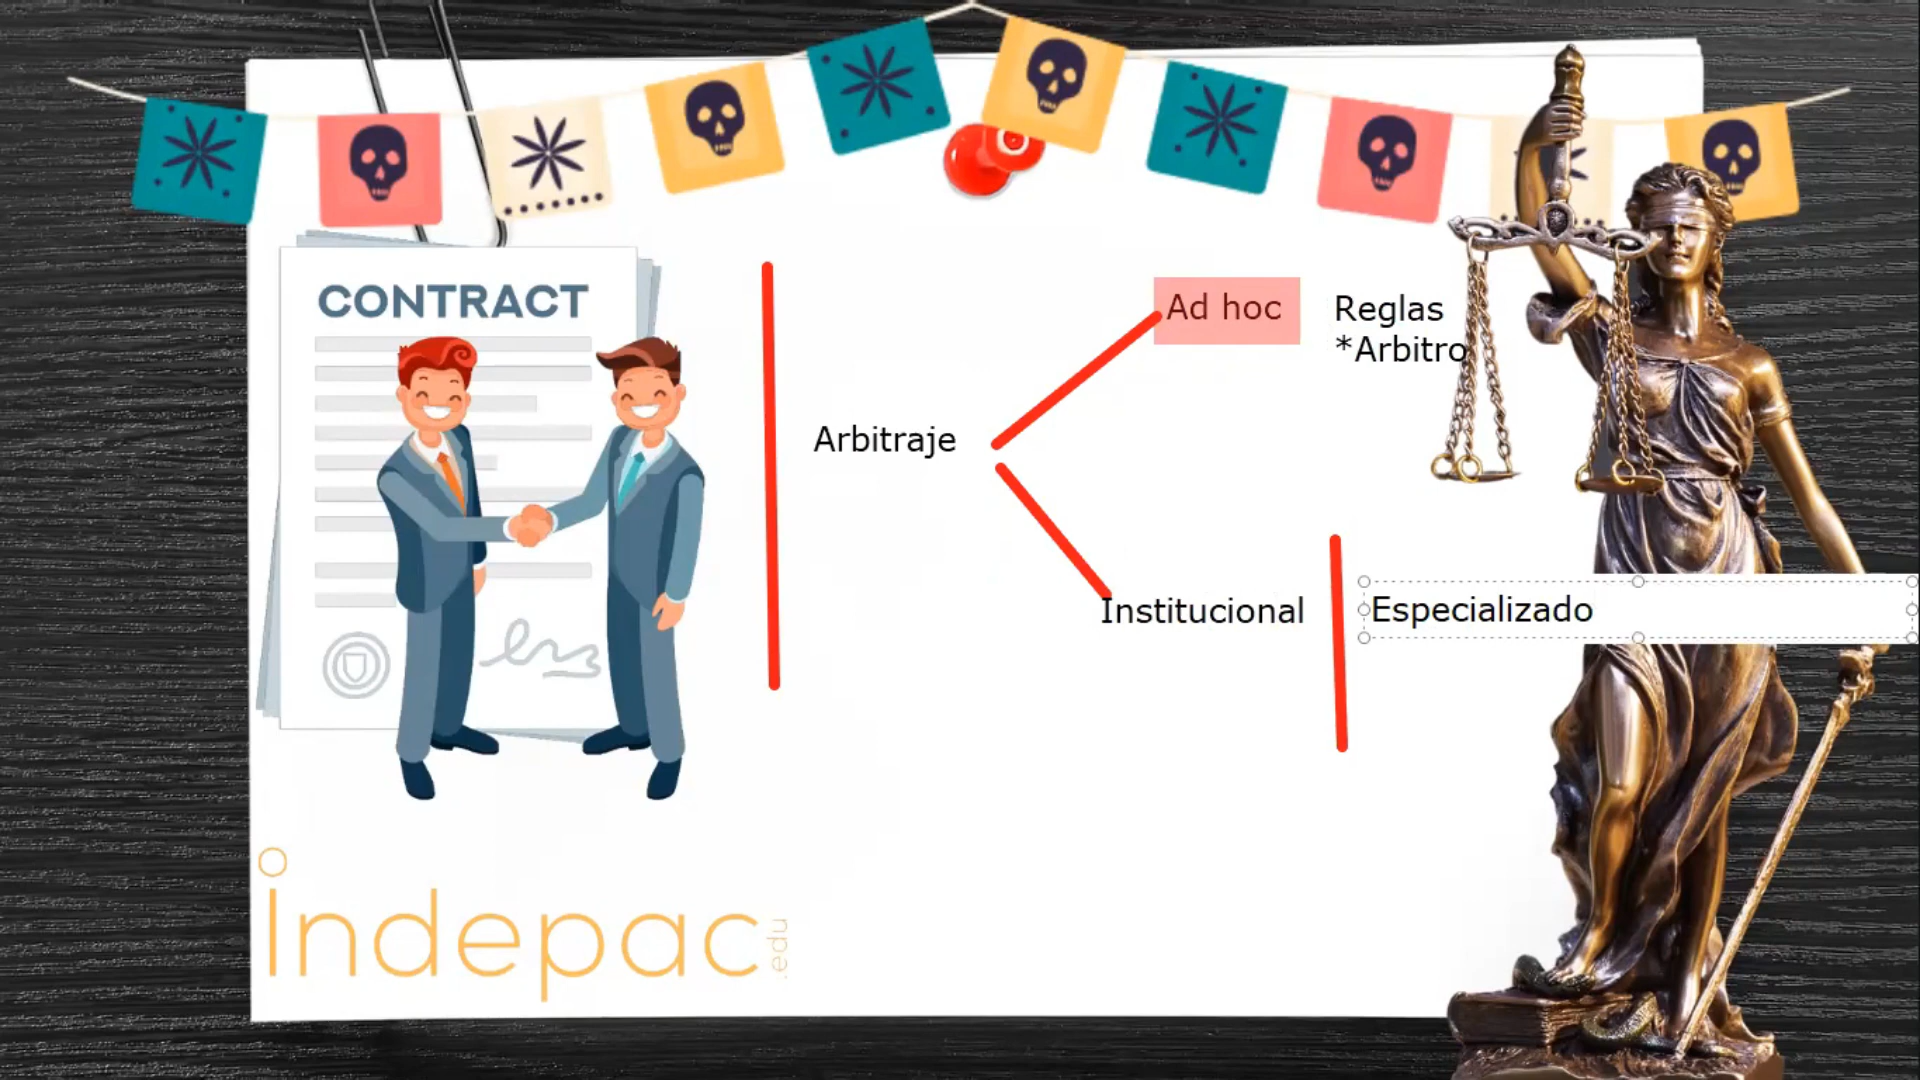 CONTRACT
Ad hoc
Reglas
*Arbitro
Arbitraje
Institucional
Especializado
indepac
.edu